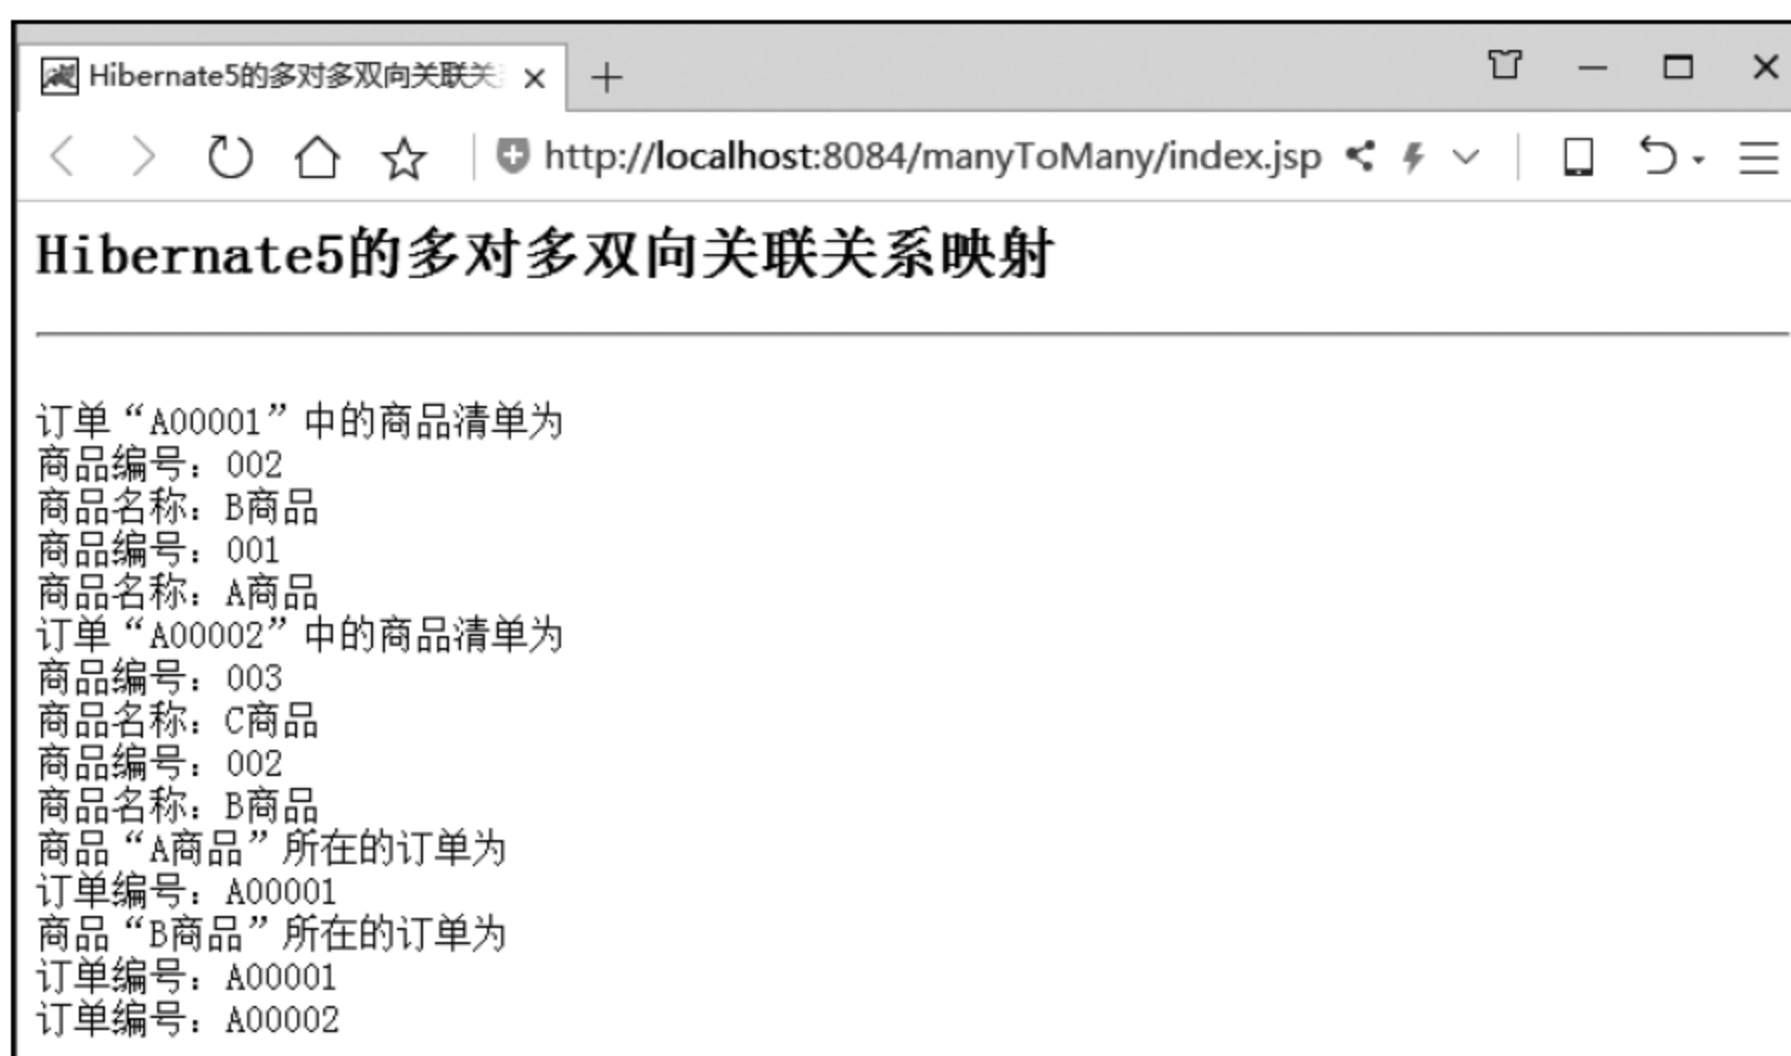 Hibernate5的多对多双向关联关
http://localhost:8084/manyToMany/index.jsp
Hibernate5的多对多双向关联关系映射
订单“A00001”中的商品清单为
商品编号：002
商品名称：B商品
商品编号：001
商品名称：A商品
订单“A00002”中的商品清单为
商品编号：003
商品名称：C商品
商品编号：002
商品名称：B商品
商品“A商品”所在的订单为
订单编号：A00001
商品“B商品”所在的订单为
订单编号：A00001
订单编号：A00002